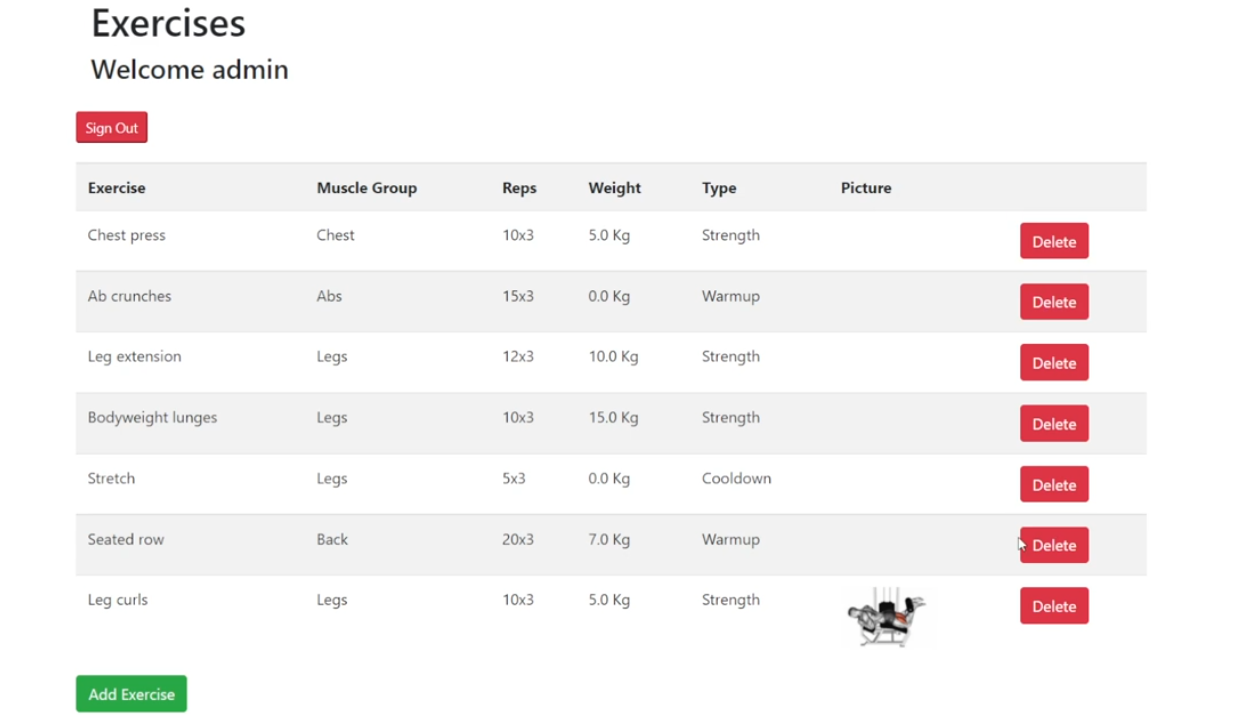 Exercises
Welcome admin
Sign Out
Exercise Muscle Group Reps Weight Type Picture
Chest press Chest 10x3 5.0 Kg Strength Delete
Ab crunches Abs 15x3 0.0 Kg Warmup Delete
Leg extension Legs 12x3 10.0 Kg Strength Delete
Bodyweight lunges Legs 10x3 15.0 Kg Strength Delete
Stretch Legs 5x3 0.0 Kg Cooldown Delete
Seated row Back 20x3 7.0 Kg Warmup Delete
Leg curls Legs 10x3 5.0 Kg Strength Delete
Add Exercise